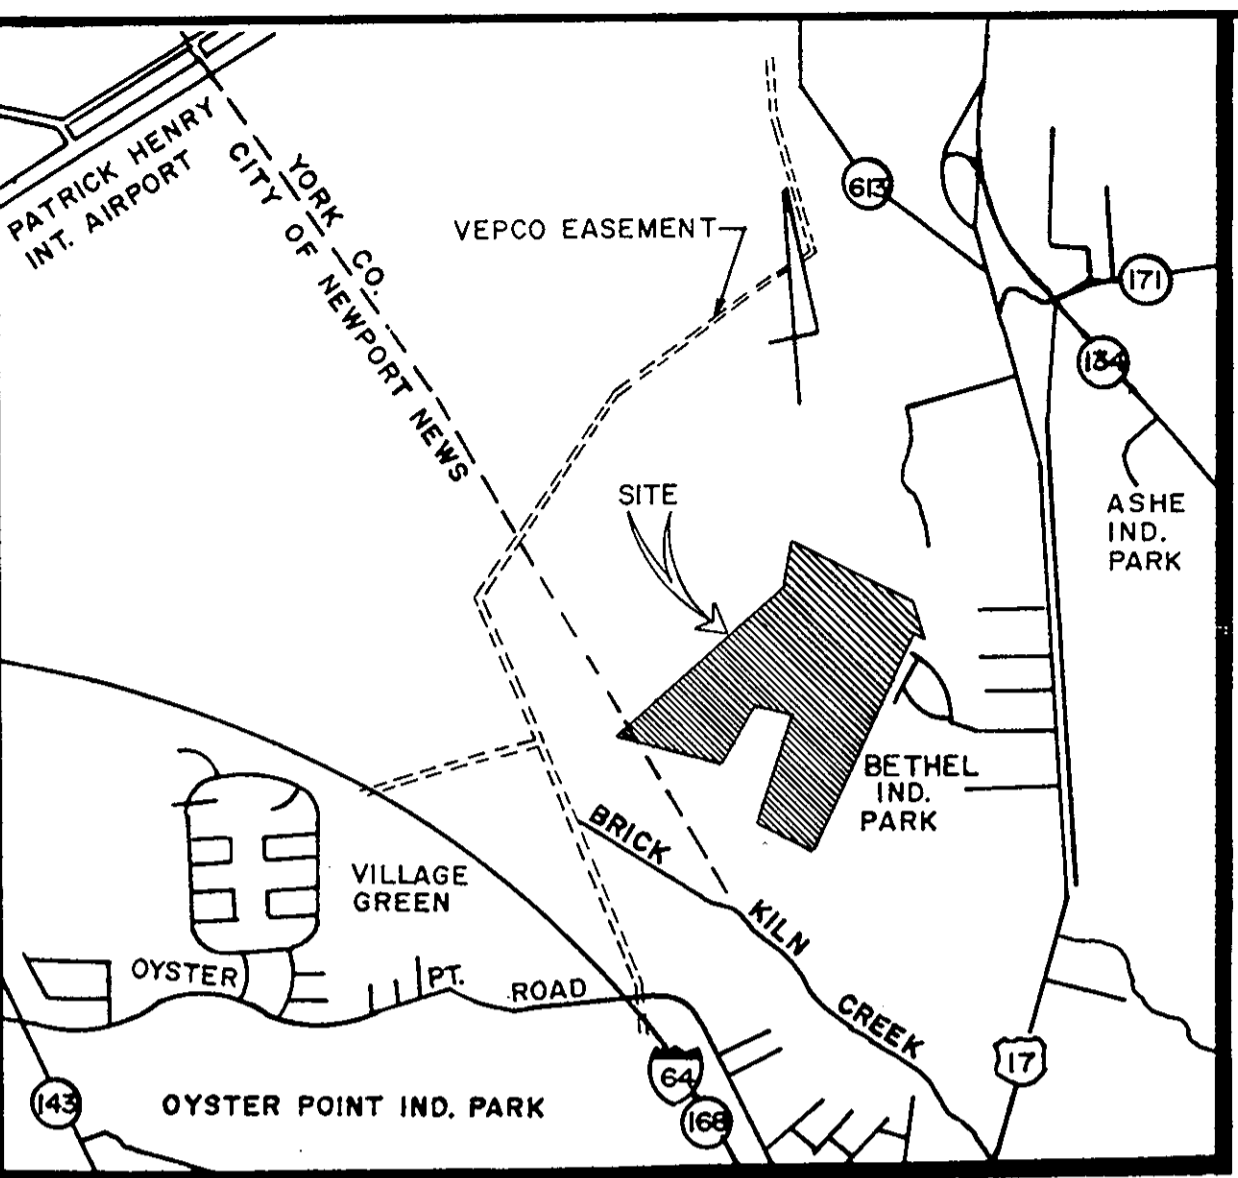 PATRICK HENRY
INT. AIRPORT
YORK CO.
CITY OF NEWPORT NEWS
VEPCO EASEMENT
613
171
134
SITE
ASHE
IND.
PARK
BETHEL
IND.
PARK
BRICK KILN CREEK
VILLAGE
GREEN
OYSTER PT. ROAD
17
64
168
143
OYSTER POINT IND. PARK